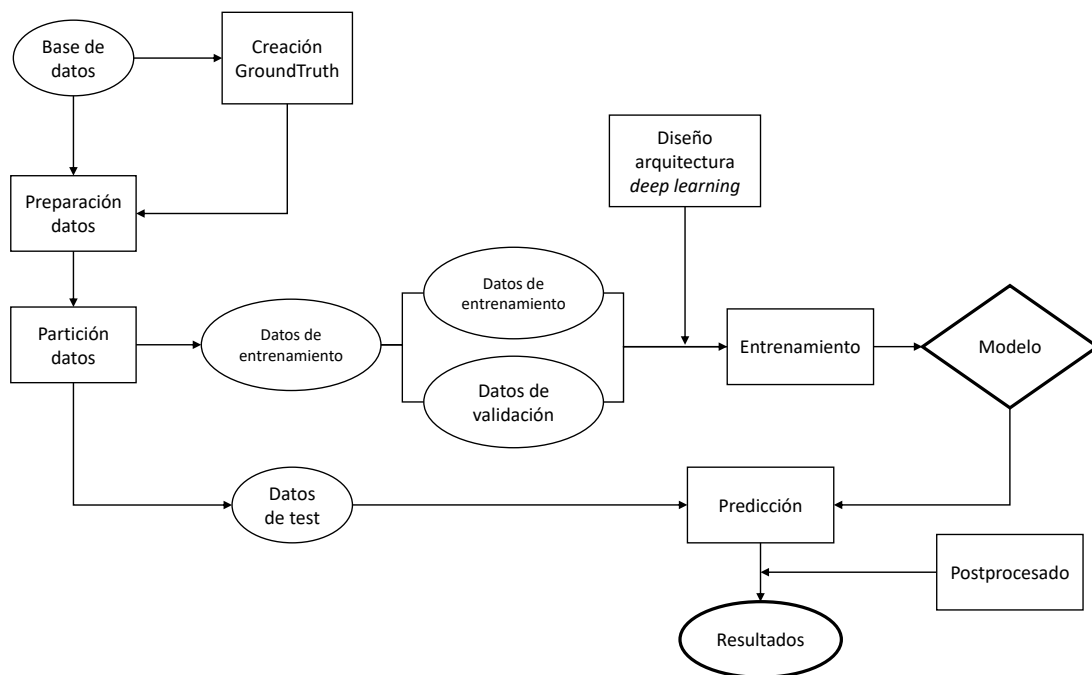 Base de
datos
Creación
GroundTruth
Diseño
arquitectura
deep learning
Preparación
datos
Partición
datos
Datos de
entrenamiento
Datos de
entrenamiento
Datos de
validación
Entrenamiento
Modelo
Datos
de test
Predicción
Postprocesado
Resultados